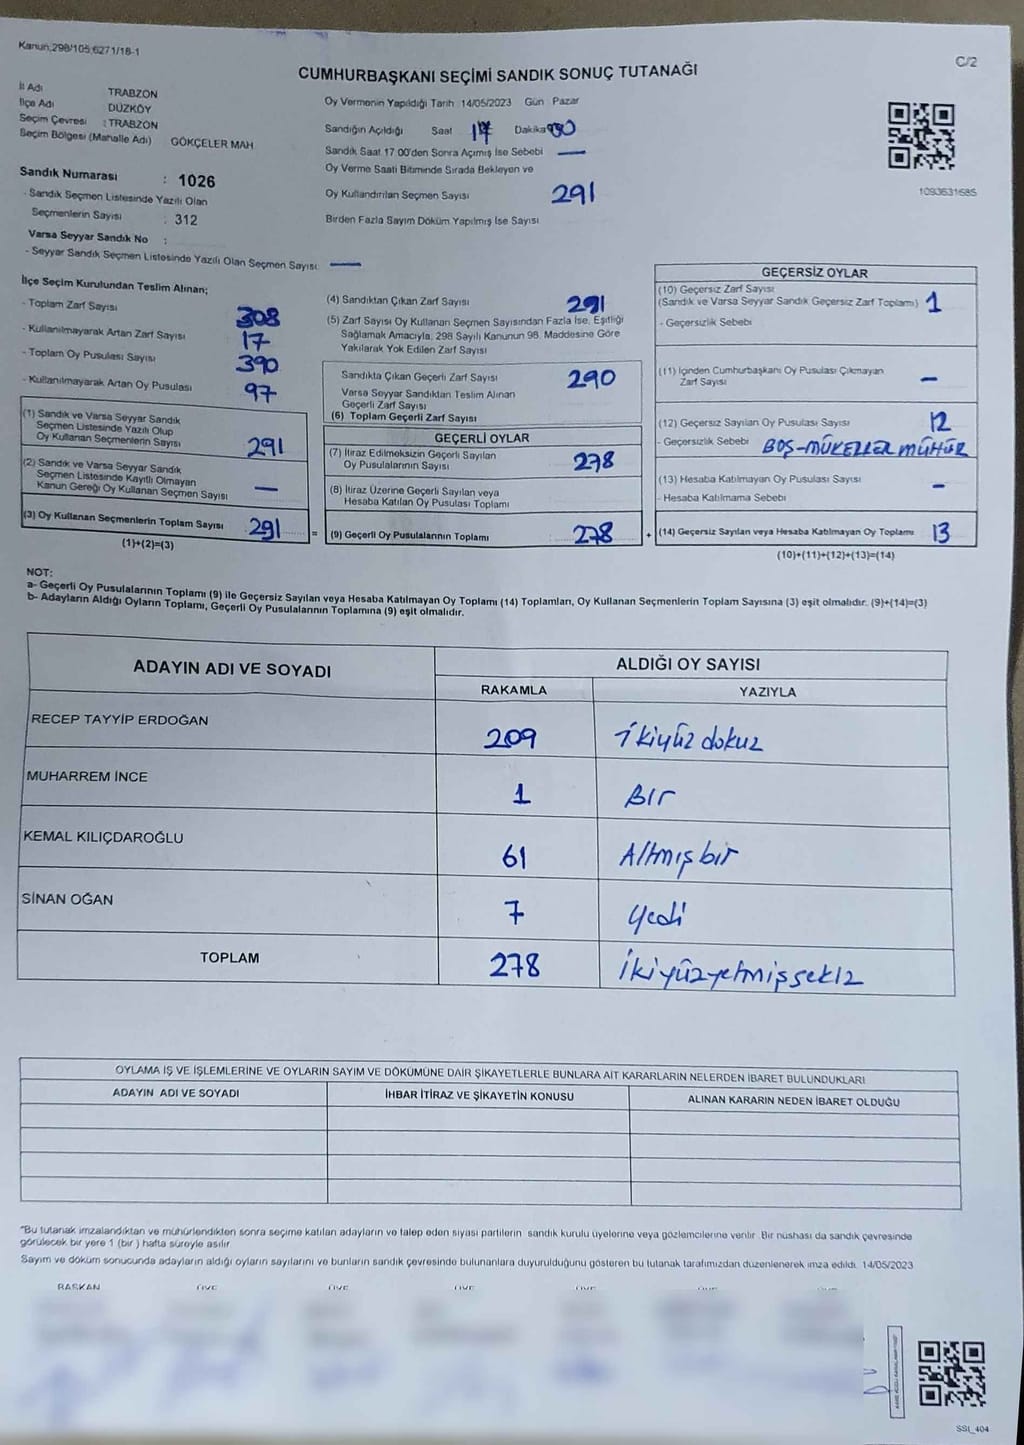 Kanun,298/105,6271/18-1
C/2
CUMHURBAŞKANI SEÇİMİ SANDIK SONUÇ TUTANAĞI
İl Adı TRABZON
İlçe Adı DÜZKÖY
Seçim Çevresi : TRABZON
Seçim Bölgesi (Mahalle Adı) GÖKÇELER MAH
Sandık Numarası : 1026
- Sandık Seçmen Listesinde Yazılı Olan
Seçmenlerin Sayısı : 312
Varsa Seyyar Sandık No :
- Seyyar Sandık Seçmen Listesinde Yazılı Olan Seçmen Sayısı: —
Oy Vermenin Yapıldığı Tarih 14/05/2023 Gün Pazar
Sandığın Açıldığı Saat 17 Dakika
Sandık Saat 17:00'den Sonra Açımış İse Sebebi —
Oy Verme Saati Bitiminde Sırada Bekleyen ve
Oy Kullandırılan Seçmen Sayısı 291
Birden Fazla Sayım Döküm Yapılmış İse Sayısı
1093631685
İlçe Seçim Kurulundan Teslim Alınan;
- Toplam Zarf Sayısı 308
- Kullanılmayarak Artan Zarf Sayısı 17
- Toplam Oy Pusulası Sayısı 390
- Kullanılmayarak Artan Oy Pusulası 97
(1) Sandık ve Varsa Seyyar Sandık
Seçmen Listesinde Yazılı Olup
Oy Kullanan Seçmenlerin Sayısı 291
(2) Sandık ve Varsa Seyyar Sandık
Seçmen Listesinde Kayıtlı Olmayan
Kanun Gereği Oy Kullanan Seçmen Sayısı —
(3) Oy Kullanan Seçmenlerin Toplam Sayısı 291 =
(1)+(2)=(3)
(4) Sandıktan Çıkan Zarf Sayısı 291
(5) Zarf Sayısı Oy Kullanan Seçmen Sayısından Fazla İse, Eşitliği
Sağlamak Amacıyla, 298 Sayılı Kanunun 98. Maddesine Göre
Yakılarak Yok Edilen Zarf Sayısı
Sandıkta Çıkan Geçerli Zarf Sayısı 290
Varsa Seyyar Sandıktan Teslim Alınan
Geçerli Zarf Sayısı
(6) Toplam Geçerli Zarf Sayısı
GEÇERLİ OYLAR
(7) İtiraz Edilmeksizin Geçerli Sayılan
Oy Pusulalarının Sayısı 278
(8) İtiraz Üzerine Geçerli Sayılan veya
Hesaba Katılan Oy Pusulası Toplamı
(9) Geçerli Oy Pusulalarının Toplamı 278 +
GEÇERSİZ OYLAR
(10) Geçersiz Zarf Sayısı
(Sandık ve Varsa Seyyar Sandık Geçersiz Zarf Toplamı) 1
- Geçersizlik Sebebi
(11) İçinden Cumhurbaşkanı Oy Pusulası Çıkmayan
Zarf Sayısı —
(12) Geçersiz Sayılan Oy Pusulası Sayısı 12
- Geçersizlik Sebebi BOŞ-MÜKELLER MÜHÜR
(13) Hesaba Katılmayan Oy Pusulası Sayısı —
- Hesaba Katılmama Sebebi
(14) Geçersiz Sayılan veya Hesaba Katılmayan Oy Toplamı 13
(10)+(11)+(12)+(13)=(14)
NOT:
a- Geçerli Oy Pusulalarının Toplamı (9) ile Geçersiz Sayılan veya Hesaba Katılmayan Oy Toplamı (14) Toplamları, Oy Kullanan Seçmenlerin Toplam Sayısına (3) eşit olmalıdır. (9)+(14)=(3)
b- Adayların Aldığı Oyların Toplamı, Geçerli Oy Pusulalarının Toplamına (9) eşit olmalıdır.
ADAYIN ADI VE SOYADI ALDIĞI OY SAYISI
RAKAMLA YAZIYLA
RECEP TAYYİP ERDOĞAN 209 İkiyüz dokuz
MUHARREM İNCE 1 Bir
KEMAL KILIÇDAROĞLU 61 Altmış bir
SİNAN OĞAN 7 Yedi
TOPLAM 278 İkiyüzyetmişsekiz
OYLAMA İŞ VE İŞLEMLERİNE VE OYLARIN SAYIM VE DÖKÜMÜNE DAİR ŞİKAYETLERLE BUNLARA AİT KARARLARIN NELERDEN İBARET BULUNDUKLARI
ADAYIN ADI VE SOYADI İHBAR İTİRAZ VE ŞİKAYETİN KONUSU ALINAN KARARIN NEDEN İBARET OLDUĞU
"Bu tutanak imzalandıktan ve mühürlendikten sonra seçime katılan adayların ve talep eden siyasi partilerin sandık kurulu üyelerine veya gözlemcilerine verilir. Bir nüshası da sandık çevresinde
görülecek bir yere 1 (bir ) hafta süreyle asılır
Sayım ve döküm sonucunda adayların aldığı oyların sayılarını ve bunların sandık çevresinde bulunanlara duyurulduğunu gösteren bu tutanak tarafımızdan düzenlenerek imza edildi. 14/05/2023
BAŞKAN ÜYE ÜYE ÜYE ÜYE ÜYE ÜYE
SSI_404